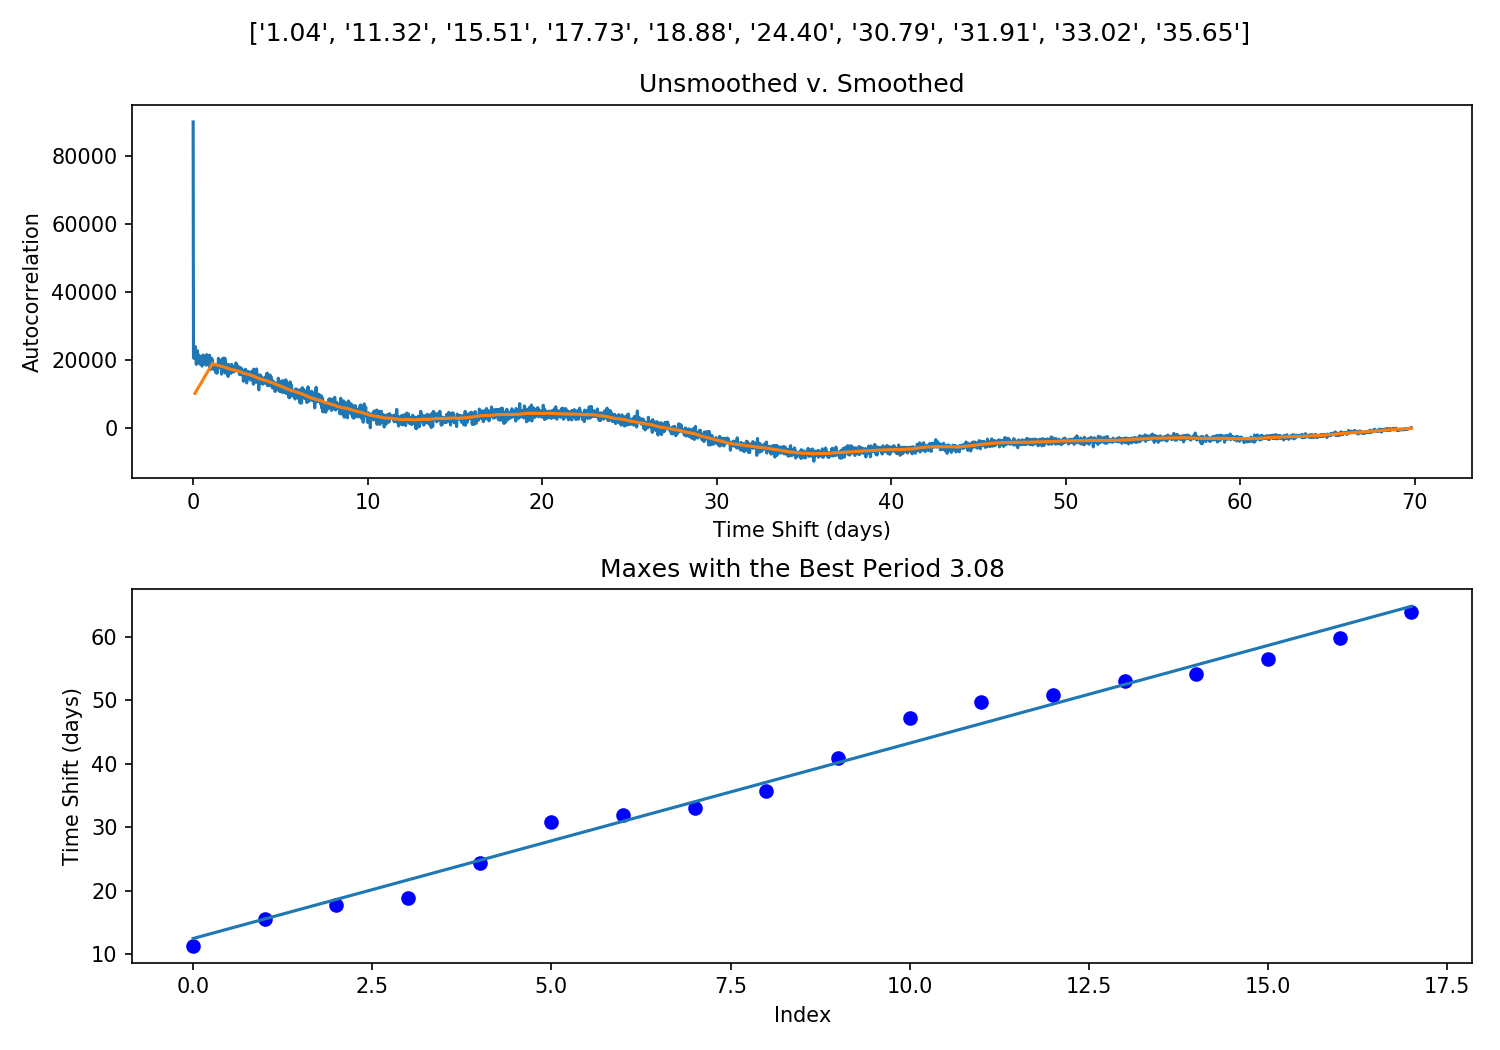 ['1.04', '11.32', '15.51', '17.73', '18.88', '24.40', '30.79', '31.91', '33.02', '35.65']
Unsmoothed v. Smoothed
80000
60000
40000
20000
0
Autocorrelation
0 10 20 30 40 50 60 70
Time Shift (days)
Maxes with the Best Period 3.08
60
50
40
30
20
10
Time Shift (days)
0.0 2.5 5.0 7.5 10.0 12.5 15.0 17.5
Index